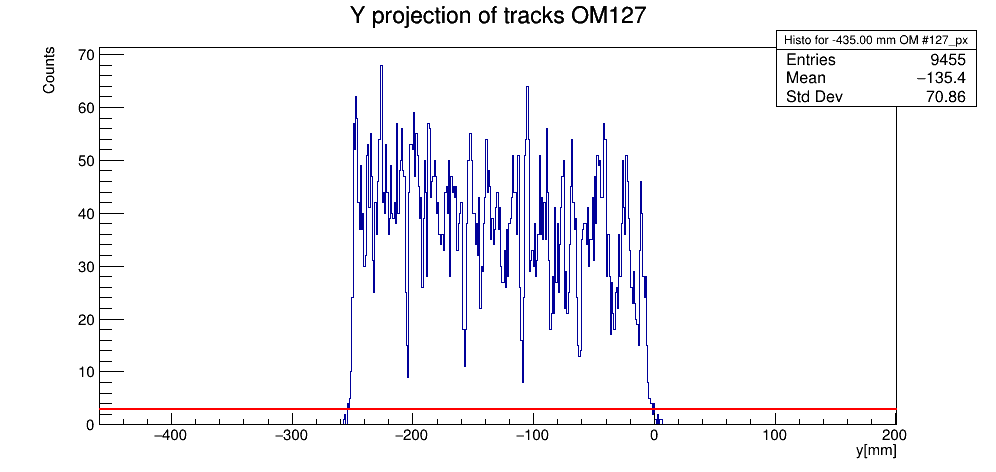 Y projection of tracks OM127
Histo for -435.00 mm OM #127_px
Entries 9455
Mean −135.4
Std Dev 70.86
Counts
70
60
50
40
30
20
10
0
−400 −300 −200 −100 0 100 200
y[mm]